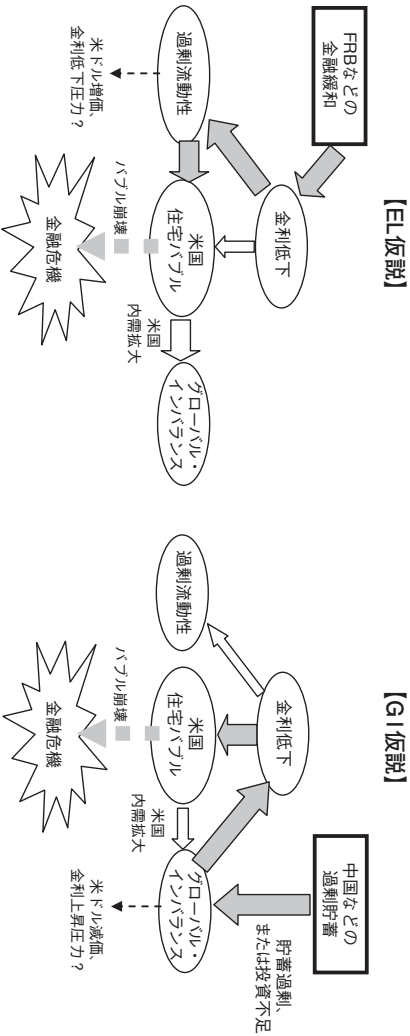 【EL仮説】
FRBなどの
金融緩和
金利低下
過剰流動性
米国
住宅バブル
グローバル・
インバランス
米国
内需拡大
バブル崩壊
金融危機
米ドル増価、
金利低下圧力？
【GI仮説】
中国などの
過剰貯蓄
金利低下
貯蓄過剰、
または投資不足
過剰流動性
米国
住宅バブル
グローバル・
インバランス
米国
内需拡大
バブル崩壊
金融危機
米ドル減価、
金利上昇圧力？